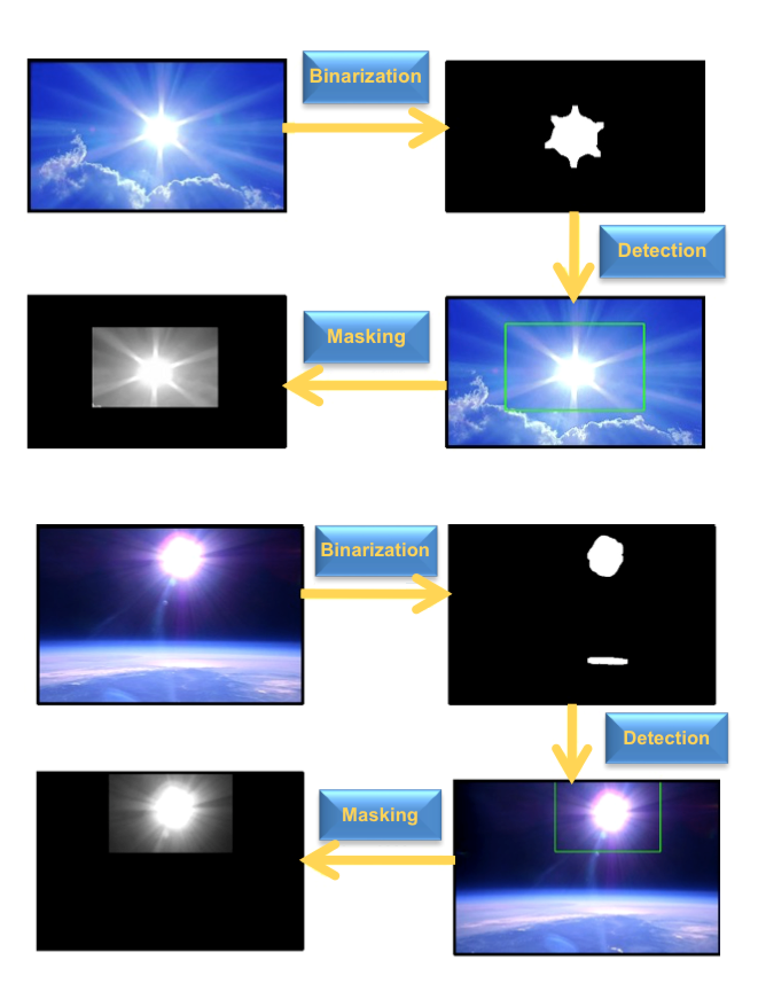 Binarization
Detection
Masking
Binarization
Detection
Masking